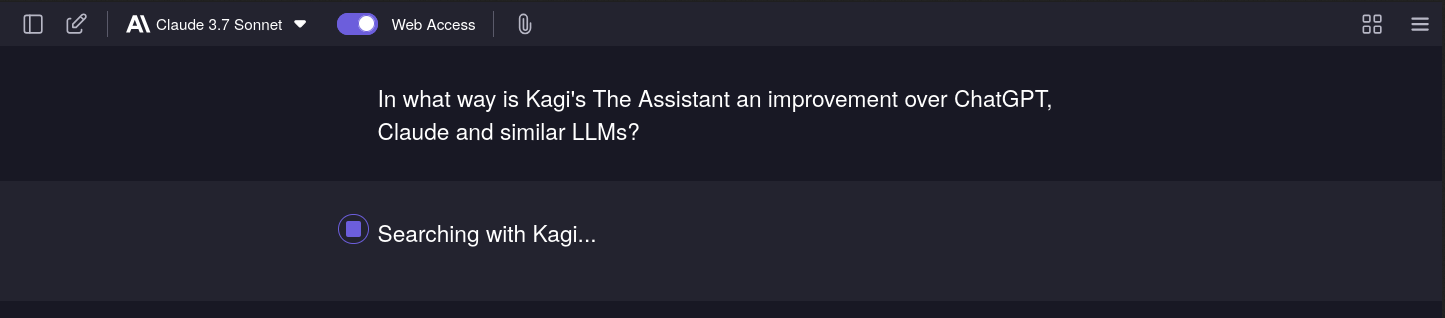 Claude 3.7 Sonnet Web Access
In what way is Kagi's The Assistant an improvement over ChatGPT,
Claude and similar LLMs?
Searching with Kagi...